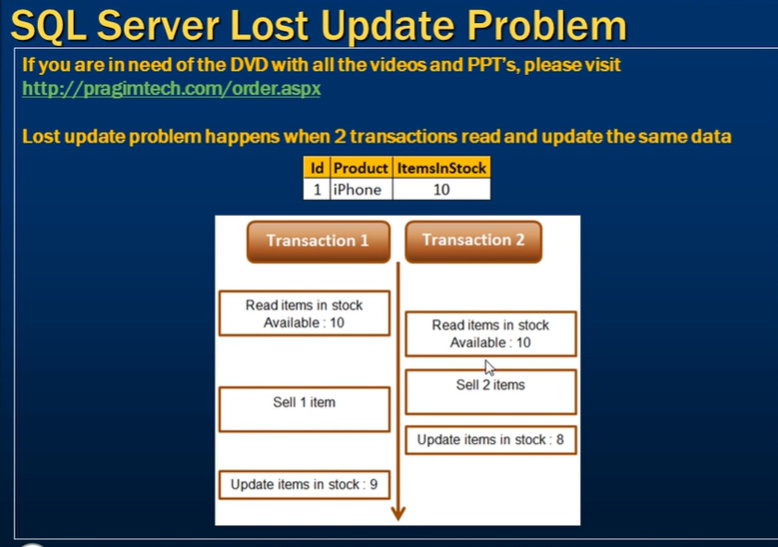 SQL Server Lost Update Problem
If you are in need of the DVD with all the videos and PPT's, please visit
http://pragimtech.com/order.aspx
Lost update problem happens when 2 transactions read and update the same data
Id Product ItemsInStock
1 iPhone 10
Transaction 1
Transaction 2
Read items in stock
Available : 10
Read items in stock
Available : 10
Sell 2 items
Sell 1 item
Update items in stock : 8
Update items in stock : 9